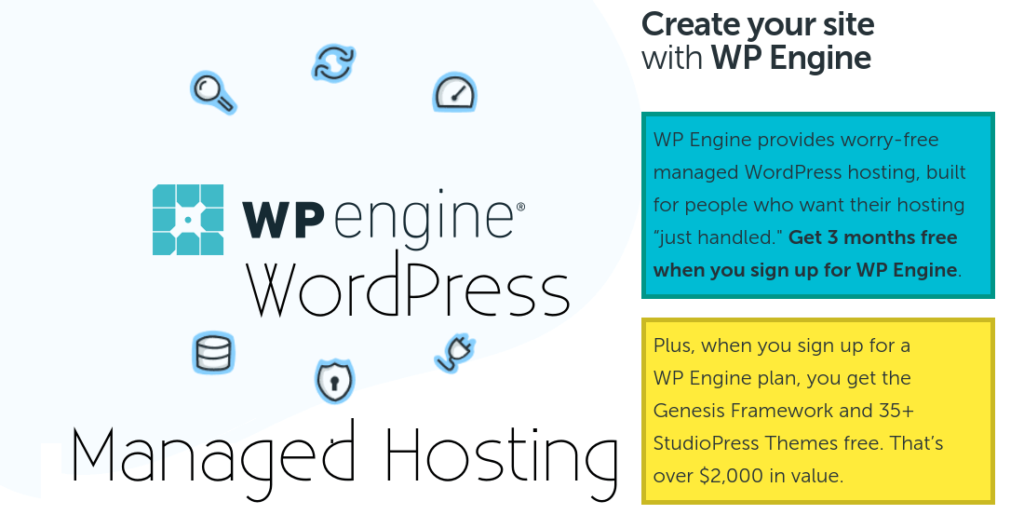 WP engine®
WordPress
Managed Hosting
Create your site
with WP Engine
WP Engine provides worry-free
managed WordPress hosting, built
for people who want their hosting
“just handled." Get 3 months free
when you sign up for WP Engine.
Plus, when you sign up for a
WP Engine plan, you get the
Genesis Framework and 35+
StudioPress Themes free. That’s
over $2,000 in value.